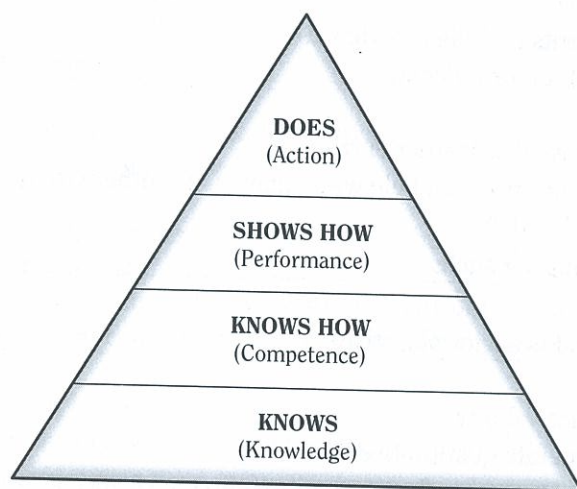 DOES
(Action)
SHOWS HOW
(Performance)
KNOWS HOW
(Competence)
KNOWS
(Knowledge)